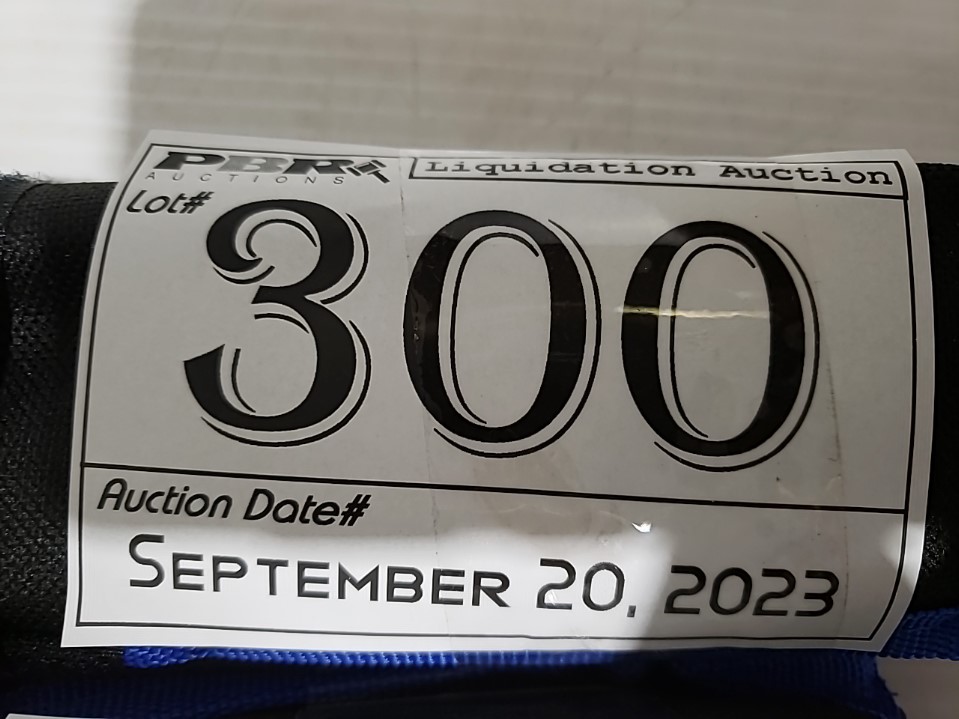 PBR Liquidation Auction
AUCTIONS
Lot#
300
Auction Date#
September 20, 2023